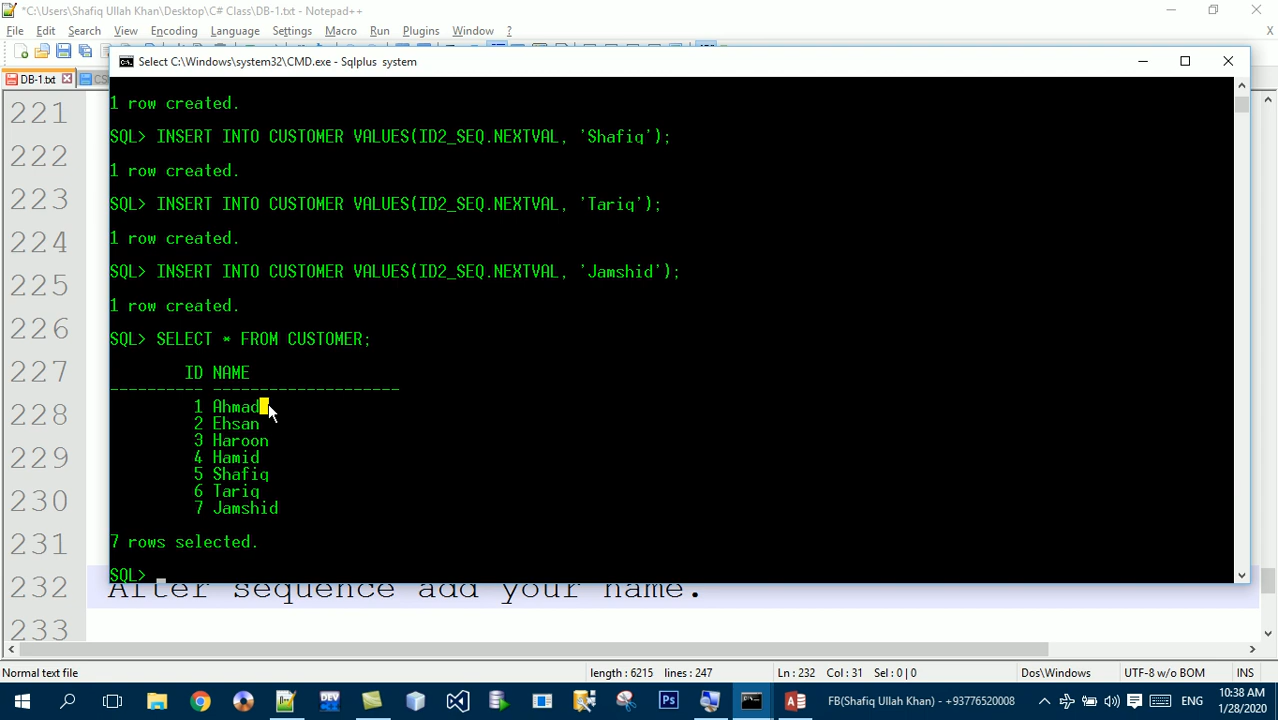 *C:\Users\Shafiq Ullah Khan\Desktop\C# Class\DB-1.txt - Notepad++
File Edit Search View Encoding Language Settings Macro Run Plugins Window ?
X
Select C:\Windows\system32\CMD.exe - Sqlplus system
DB-1.txt
221
222
223
224
225
226
227
228
229
230
231
232
233
1 row created.
SQL> INSERT INTO CUSTOMER VALUES(ID2_SEQ.NEXTVAL, 'Shafiq');
1 row created.
SQL> INSERT INTO CUSTOMER VALUES(ID2_SEQ.NEXTVAL, 'Tariq');
1 row created.
SQL> INSERT INTO CUSTOMER VALUES(ID2_SEQ.NEXTVAL, 'Jamshid');
1 row created.
SQL> SELECT * FROM CUSTOMER;
ID NAME
---------- --------------------
1 Ahmad
2 Ehsan
3 Haroon
4 Hamid
5 Shafiq
6 Tariq
7 Jamshid
7 rows selected.
SQL>
After sequence add your name.
Normal text file length : 6215 lines : 247 Ln : 232 Col : 31 Sel : 0 | 0 Dos\Windows UTF-8 w/o BOM INS
DEV
Ps
FB(Shafiq Ullah Khan) - +93776520008
ENG
10:38 AM
1/28/2020